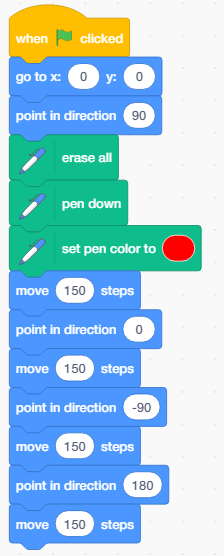 when clicked
go to x: 0 y: 0
point in direction 90
erase all
pen down
set pen color to
move 150 steps
point in direction 0
move 150 steps
point in direction -90
move 150 steps
point in direction 180
move 150 steps